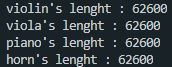 violin's lenght : 62600
viola's lenght : 62600
piano's lenght : 62600
horn's lenght : 62600